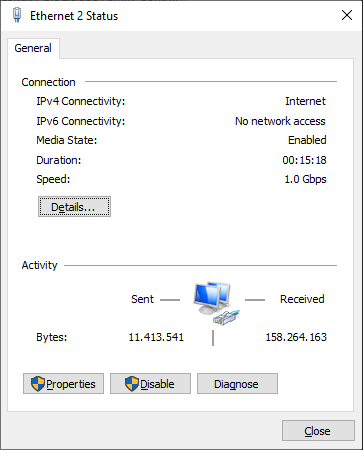 Ethernet 2 Status
General
Connection
IPv4 Connectivity: Internet
IPv6 Connectivity: No network access
Media State: Enabled
Duration: 00:15:18
Speed: 1.0 Gbps
Details...
Activity
Sent Received
Bytes: 11.413.541 158.264.163
Properties Disable Diagnose
Close